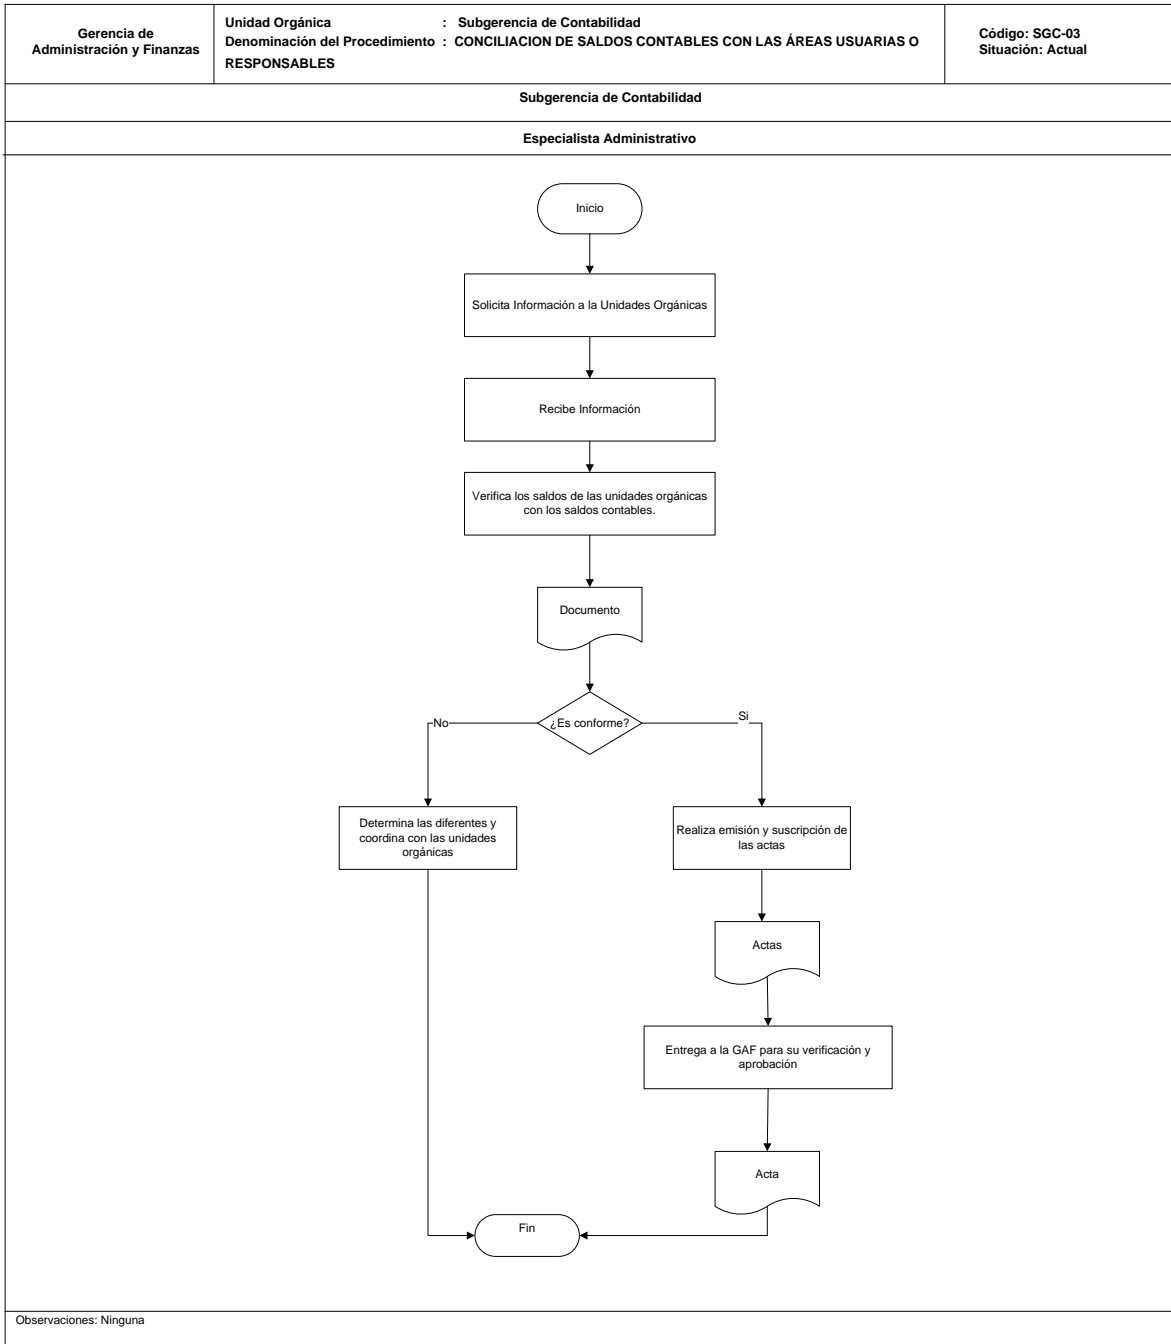 Gerencia de
Administración y Finanzas
Unidad Orgánica : Subgerencia de Contabilidad
Denominación del Procedimiento : CONCILIACION DE SALDOS CONTABLES CON LAS ÁREAS USUARIAS O
RESPONSABLES
Código: SGC-03
Situación: Actual
Subgerencia de Contabilidad
Especialista Administrativo
Inicio
Solicita Información a la Unidades Orgánicas
Recibe Información
Verifica los saldos de las unidades orgánicas
con los saldos contables.
Documento
¿Es conforme?
No
Si
Determina las diferentes y
coordina con las unidades
orgánicas
Realiza emisión y suscripción de
las actas
Actas
Entrega a la GAF para su verificación y
aprobación
Acta
Fin
Observaciones: Ninguna